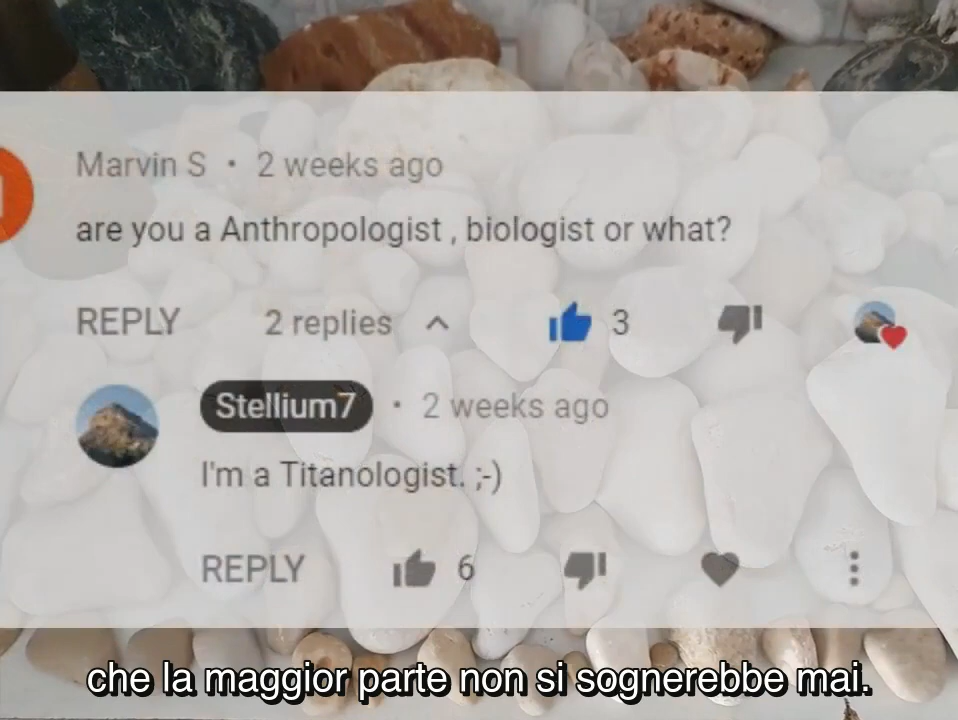 Marvin S • 2 weeks ago
are you a Anthropologist , biologist or what?
REPLY 2 replies 3
Stellium7 • 2 weeks ago
I'm a Titanologist. ;-)
REPLY 6
che la maggior parte non si sognerebbe mai.